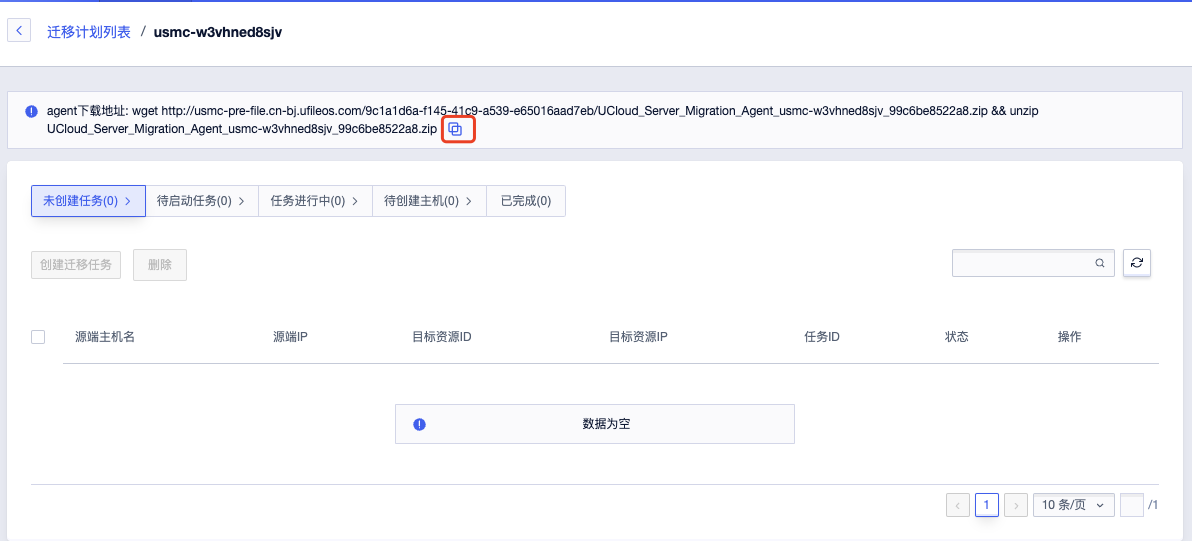 迁移计划列表 / usmc-w3vhned8sjv
agent下载地址: wget http://usmc-pre-file.cn-bj.ufileos.com/9c1a1d6a-f145-41c9-a539-e65016aad7eb/UCloud_Server_Migration_Agent_usmc-w3vhned8sjv_99c6be8522a8.zip && unzip
UCloud_Server_Migration_Agent_usmc-w3vhned8sjv_99c6be8522a8.zip
未创建任务(0) > 待启动任务(0) > 任务进行中(0) > 待创建主机(0) > 已完成(0)
创建迁移任务 删除
源端主机名 源端IP 目标资源ID 目标资源IP 任务ID 状态 操作
数据为空
< 1 > 10 条/页 /1